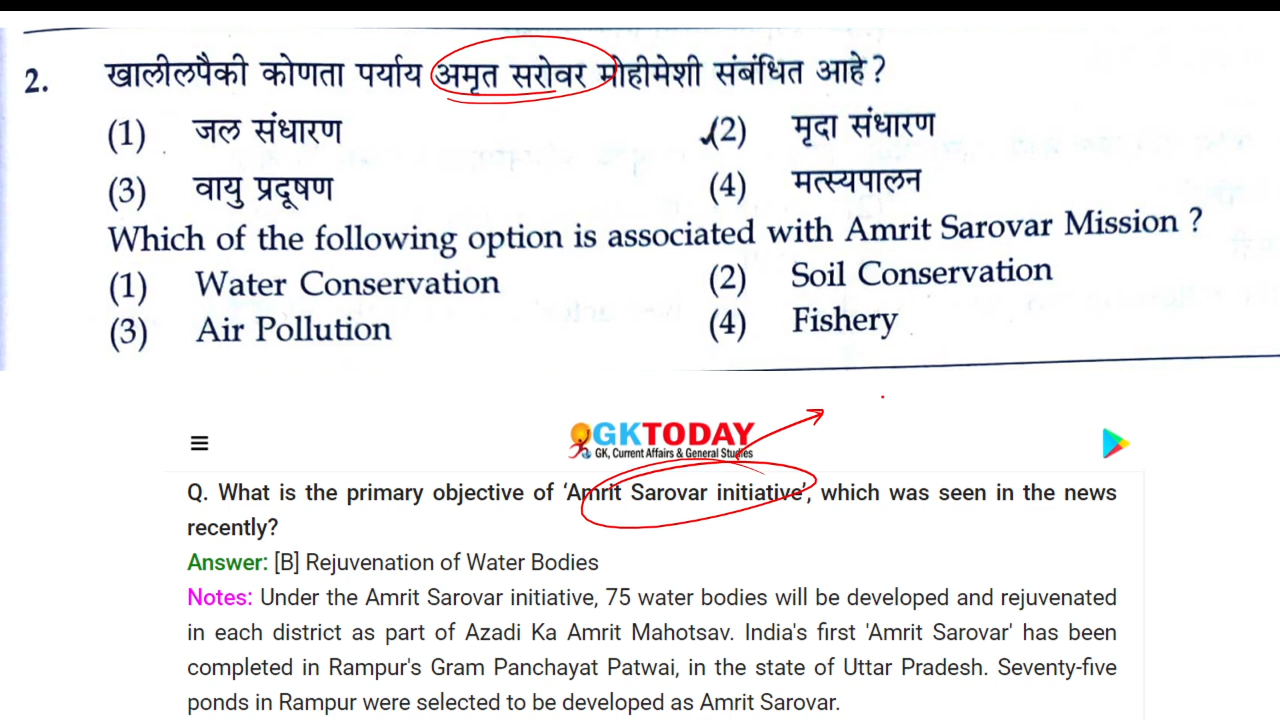 2. खालीलपैकी कोणता पर्याय अमृत सरोवर मोहीमेशी संबंधित आहे?
(1) जल संधारण (2) मृदा संधारण
(3) वायु प्रदूषण (4) मत्स्यपालन
Which of the following option is associated with Amrit Sarovar Mission ?
(1) Water Conservation (2) Soil Conservation
(3) Air Pollution (4) Fishery
GKTODAY
GK, Current Affairs & General Studies
Q. What is the primary objective of ‘Amrit Sarovar initiative’, which was seen in the news
recently?
Answer: [B] Rejuvenation of Water Bodies
Notes: Under the Amrit Sarovar initiative, 75 water bodies will be developed and rejuvenated
in each district as part of Azadi Ka Amrit Mahotsav. India's first 'Amrit Sarovar' has been
completed in Rampur's Gram Panchayat Patwai, in the state of Uttar Pradesh. Seventy-five
ponds in Rampur were selected to be developed as Amrit Sarovar.